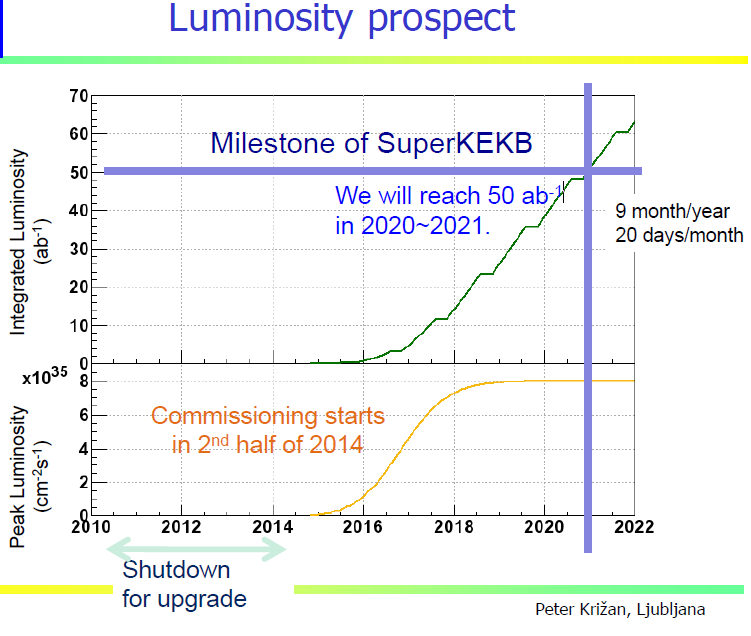 Luminosity prospect
70
60
50
40
30
20
10
0
Integrated Luminosity
(ab-1)
Milestone of SuperKEKB
We will reach 50 ab-1
in 2020~2021.
9 month/year
20 days/month
x10³⁵
8
6
4
2
0
Peak Luminosity
(cm-2s-1)
Commissioning starts
in 2nd half of 2014
2010 2012 2014 2016 2018 2020 2022
Shutdown
for upgrade
Peter Križan, Ljubljana